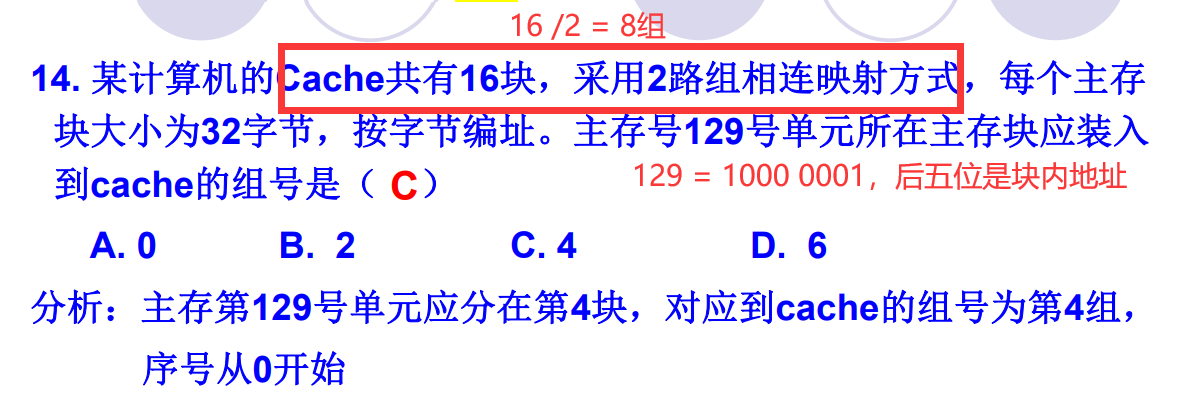 16 /2 = 8组
14. 某计算机的Cache共有16块，采用2路组相连映射方式，每个主存
块大小为32字节，按字节编址。主存号129号单元所在主存块应装入
到cache的组号是（ C ）
129 = 1000 0001，后五位是块内地址
A. 0 B. 2 C. 4 D. 6
分析：主存第129号单元应分在第4块，对应到cache的组号为第4组，
序号从0开始